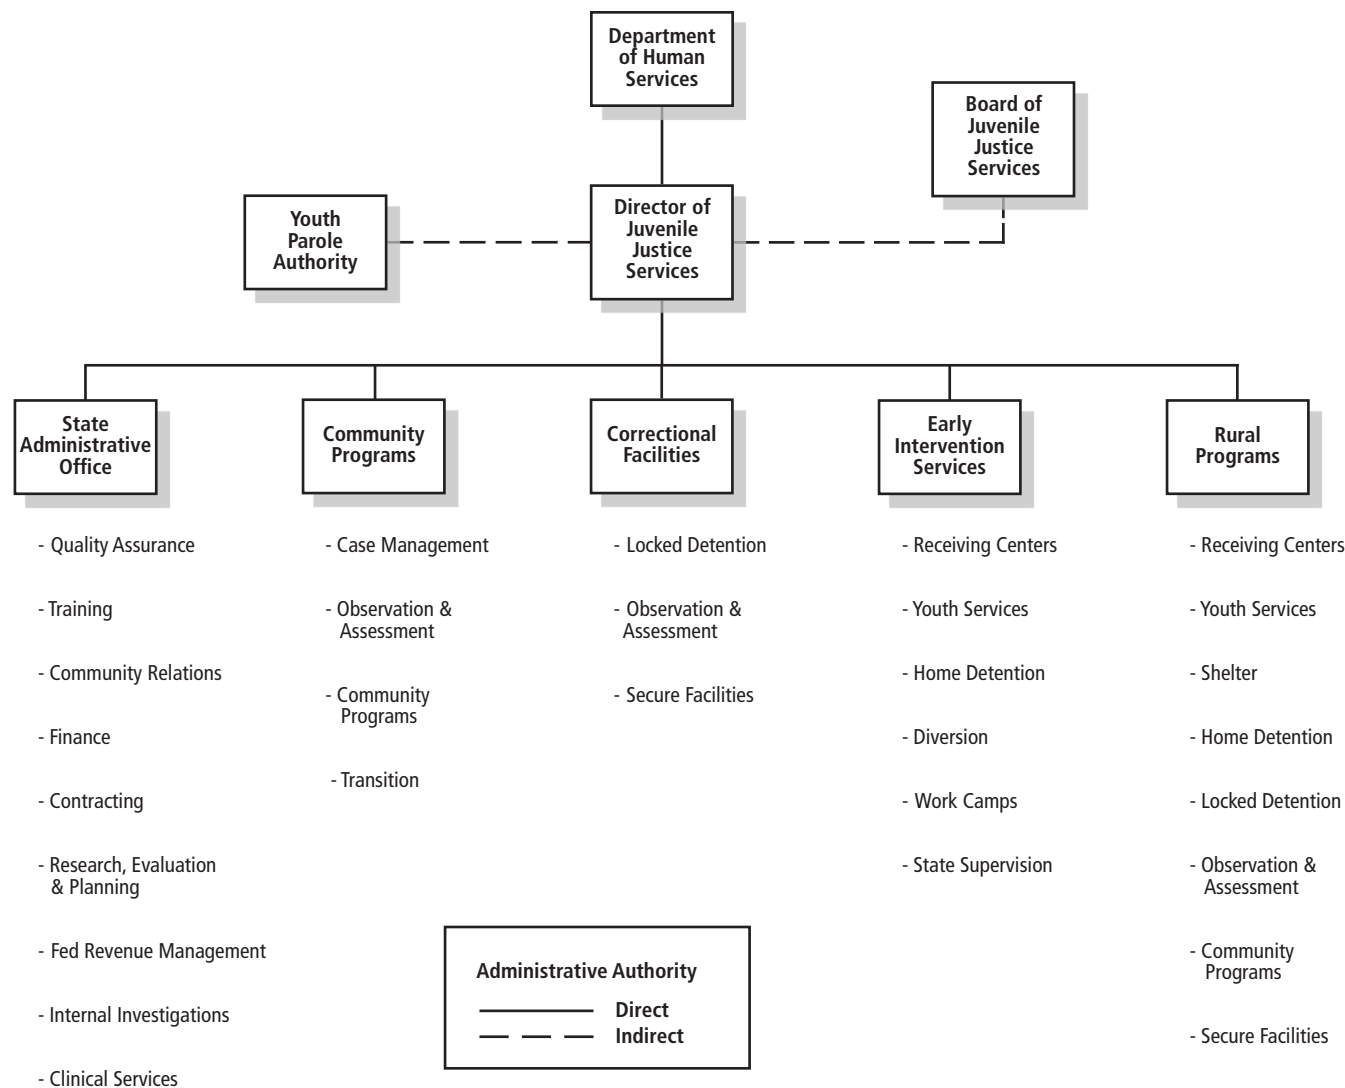 Department
of Human
Services
Board of
Juvenile
Justice
Services
Youth
Parole
Authority
Director of
Juvenile
Justice
Services
State
Administrative
Office
Community
Programs
Correctional
Facilities
Early
Intervention
Services
Rural
Programs
- Quality Assurance
- Training
- Community Relations
- Finance
- Contracting
- Research, Evaluation
& Planning
- Fed Revenue Management
- Internal Investigations
- Clinical Services
- Case Management
- Observation &
Assessment
- Community
Programs
- Transition
- Locked Detention
- Observation &
Assessment
- Secure Facilities
- Receiving Centers
- Youth Services
- Home Detention
- Diversion
- Work Camps
- State Supervision
- Receiving Centers
- Youth Services
- Shelter
- Home Detention
- Locked Detention
- Observation &
Assessment
- Community
Programs
- Secure Facilities
Administrative Authority
Direct
Indirect